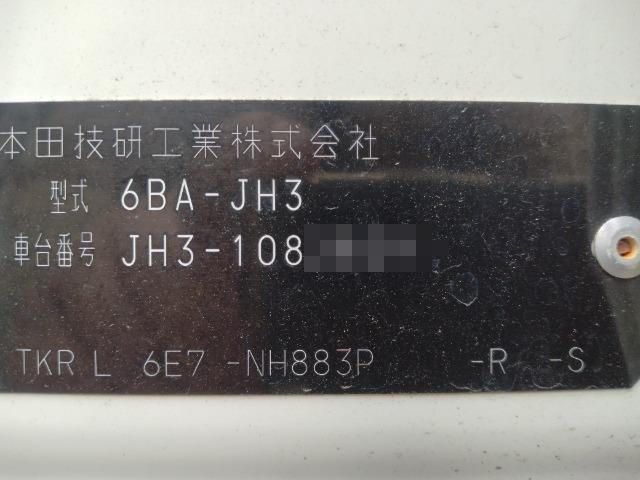 本田技研工業株式会社
型式 6BA-JH3
車台番号 JH3-108
TKR L 6E7 -NH883P -R -S